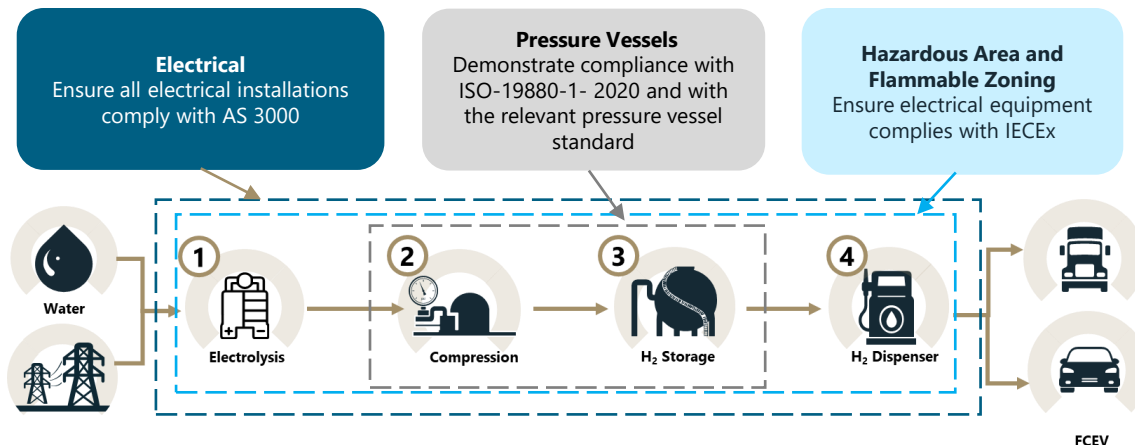 Electrical
Ensure all electrical installations
comply with AS 3000
Pressure Vessels
Demonstrate compliance with
ISO-19880-1- 2020 and with
the relevant pressure vessel
standard
Hazardous Area and
Flammable Zoning
Ensure electrical equipment
complies with IECEx
1
2
3
4
Water
Electrolysis
Compression
H₂ Storage
H₂ Dispenser
FCEV